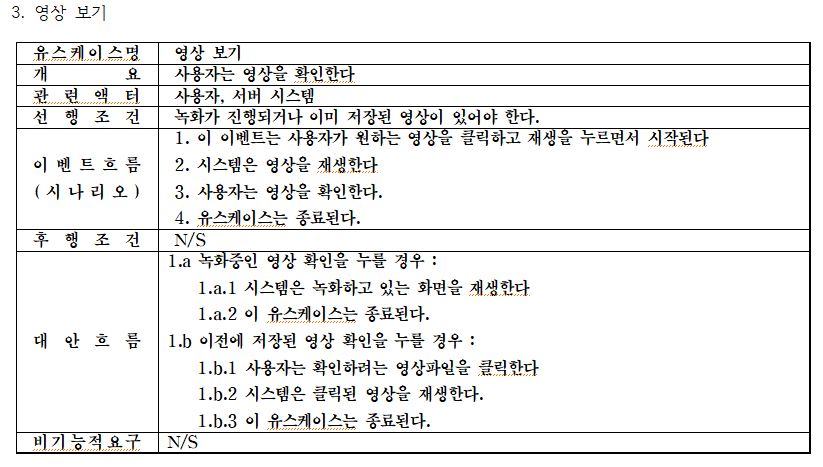 3. 영상 보기
유스케이스명 영상 보기
개 요 사용자는 영상을 확인한다
관 련 액 터 사용자, 서버 시스템
선 행 조 건 녹화가 진행되거나 이미 저장된 영상이 있어야 한다.
이 벤 트 흐 름
( 시 나 리 오 )
1. 이 이벤트는 사용자가 원하는 영상을 클릭하고 재생을 누르면서 시작된다
2. 시스템은 영상을 재생한다
3. 사용자는 영상을 확인한다.
4. 유스케이스는 종료된다.
후 행 조 건 N/S
대 안 흐 름
1.a 녹화중인 영상 확인을 누를 경우 :
1.a.1 시스템은 녹화하고 있는 화면을 재생한다
1.a.2 이 유스케이스는 종료된다.
1.b 이전에 저장된 영상 확인을 누를 경우 :
1.b.1 사용자는 확인하려는 영상파일을 클릭한다
1.b.2 시스템은 클릭된 영상을 재생한다.
1.b.3 이 유스케이스는 종료된다.
비기능적요구 N/S